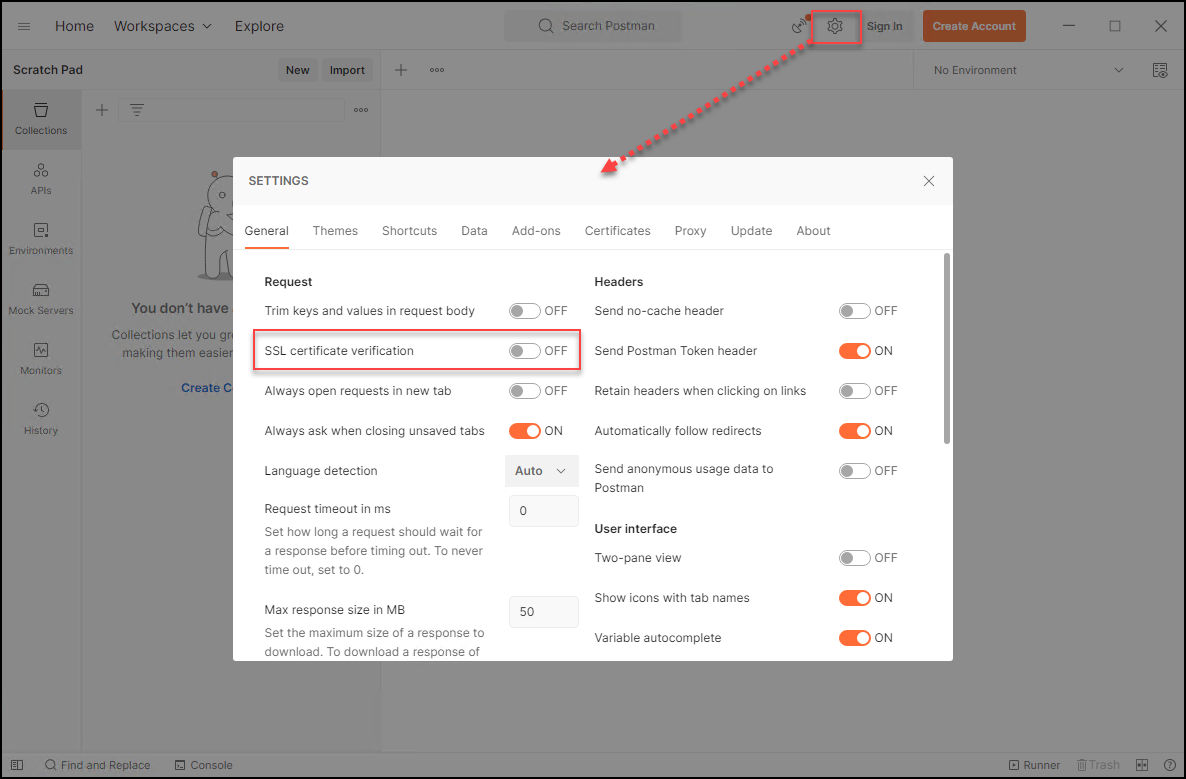 Home Workspaces Explore Search Postman Sign In Create Account
Scratch Pad New Import No Environment
Collections
APIs
Environments
Mock Servers
Monitors
History
You don't have
Collections let you gr
making them easier
Create C
SETTINGS
General Themes Shortcuts Data Add-ons Certificates Proxy Update About
Request
Trim keys and values in request body OFF
SSL certificate verification OFF
Always open requests in new tab OFF
Always ask when closing unsaved tabs ON
Language detection Auto
Request timeout in ms 0
Set how long a request should wait for
a response before timing out. To never
time out, set to 0.
Max response size in MB 50
Set the maximum size of a response to
download. To download a response of
Headers
Send no-cache header OFF
Send Postman Token header ON
Retain headers when clicking on links OFF
Automatically follow redirects ON
Send anonymous usage data to OFF
Postman
User interface
Two-pane view OFF
Show icons with tab names ON
Variable autocomplete ON
Find and Replace Console Runner Trash